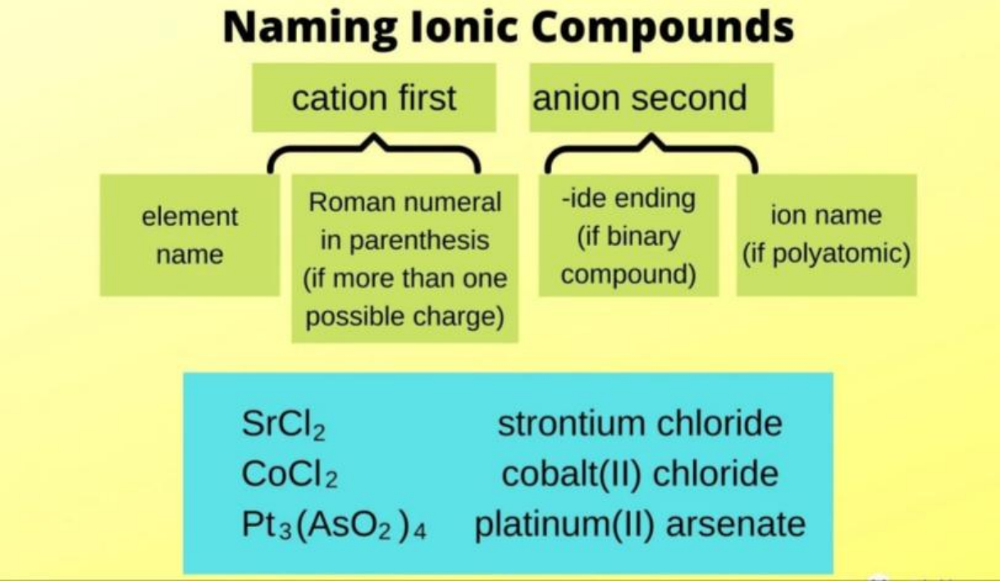 Naming Ionic Compounds
cation first
anion second
element
name
Roman numeral
in parenthesis
(if more than one
possible charge)
-ide ending
(if binary
compound)
ion name
(if polyatomic)
SrCl₂ strontium chloride
CoCl₂ cobalt(II) chloride
Pt₃(AsO₂)₄ platinum(II) arsenate